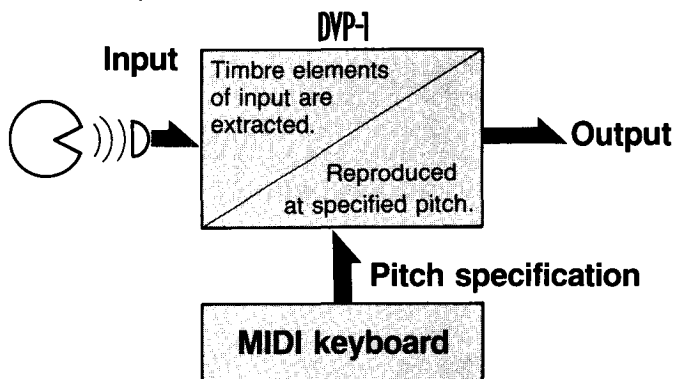 DVP-1
Input
Timbre elements
of input are
extracted.
Output
Reproduced
at specified pitch.
Pitch specification
MIDI keyboard